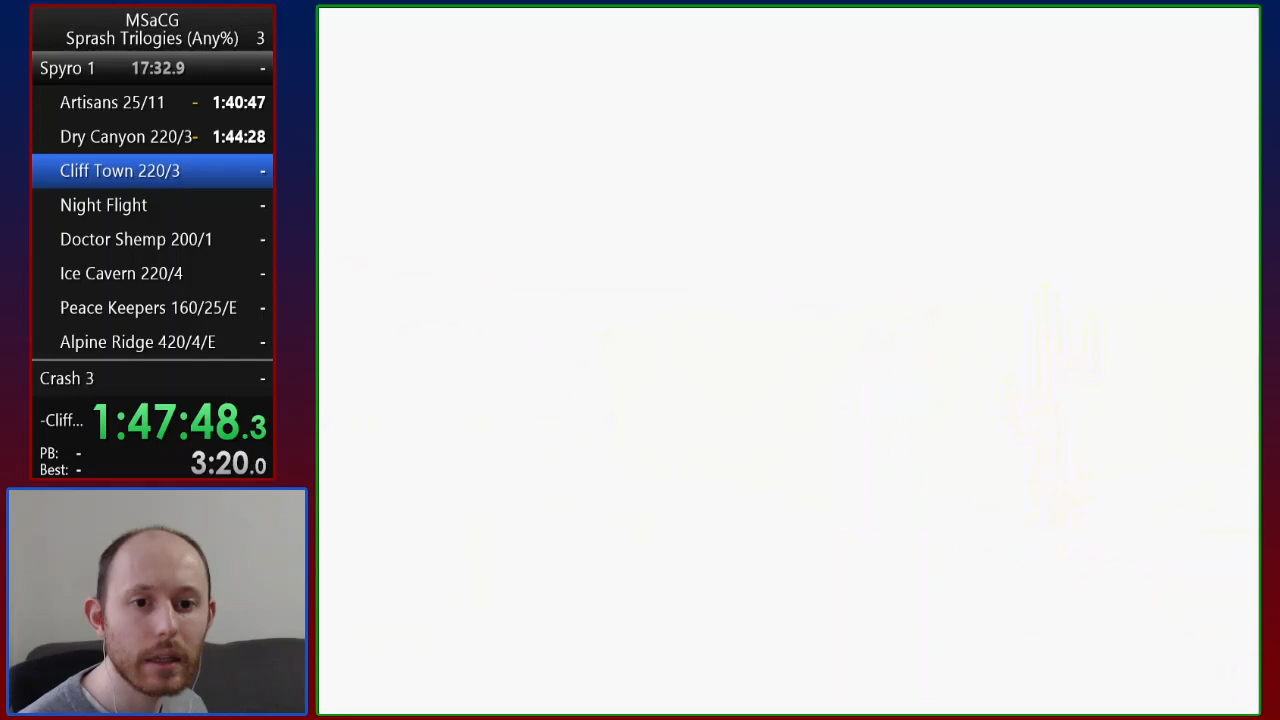 MSaCG
Sprash Trilogies (Any%) 3
Spyro 1 17:32.9 -
Artisans 25/11 - 1:40:47
Dry Canyon 220/3- 1:44:28
Cliff Town 220/3 -
Night Flight -
Doctor Shemp 200/1 -
Ice Cavern 220/4 -
Peace Keepers 160/25/E -
Alpine Ridge 420/4/E -
Crash 3 -
-Cliff... 1:47:48.3
PB: -
Best: - 3:20.0